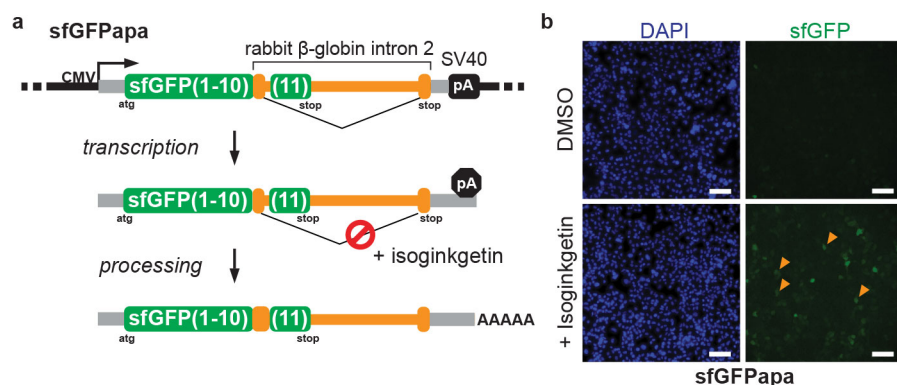 a
sfGFPapa
rabbit β-globin intron 2
SV40
CMV
sfGFP(1-10)
(11)
pA
atg
stop
stop
transcription
pA
sfGFP(1-10)
(11)
atg
stop
stop
+ isoginkgetin
processing
sfGFP(1-10)
(11)
AAAAA
atg
stop
b
DAPI
sfGFP
DMSO
+ Isoginkgetin
sfGFPapa